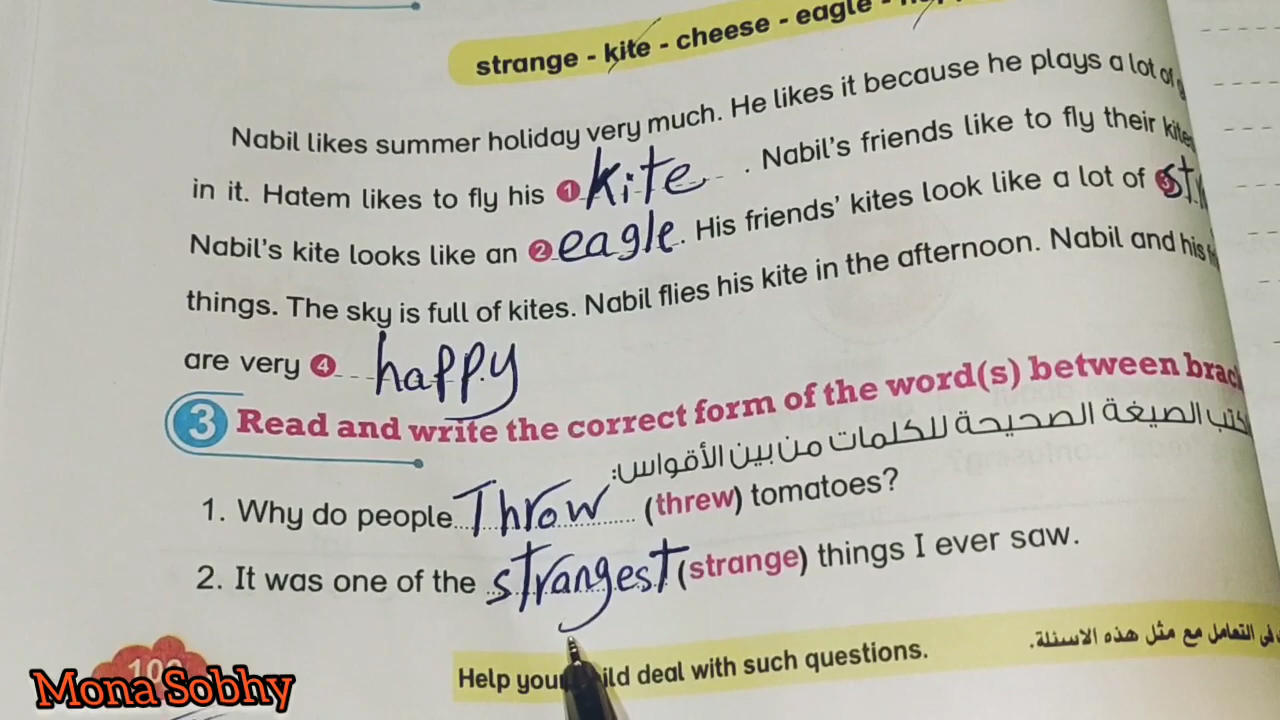 strange - kite - cheese - eagle -
Nabil likes summer holiday very much. He likes it because he plays a lot of
in it. Hatem likes to fly his 1 kite . Nabil's friends like to fly their kites
Nabil's kite looks like an 2 eagle. His friends' kites look like a lot of 3
things. The sky is full of kites. Nabil flies his kite in the afternoon. Nabil and his
are very 4 happy
3 Read and write the correct form of the word(s) between
الصيغة الصحيحة للكلمات من بين الأقواس:
1. Why do people Throw (threw) tomatoes?
2. It was one of the strangest (strange) things I ever saw.
Help your deal with such questions.
فى التعامل مع مثل هذه الاسئلة.
Mona Sobhy